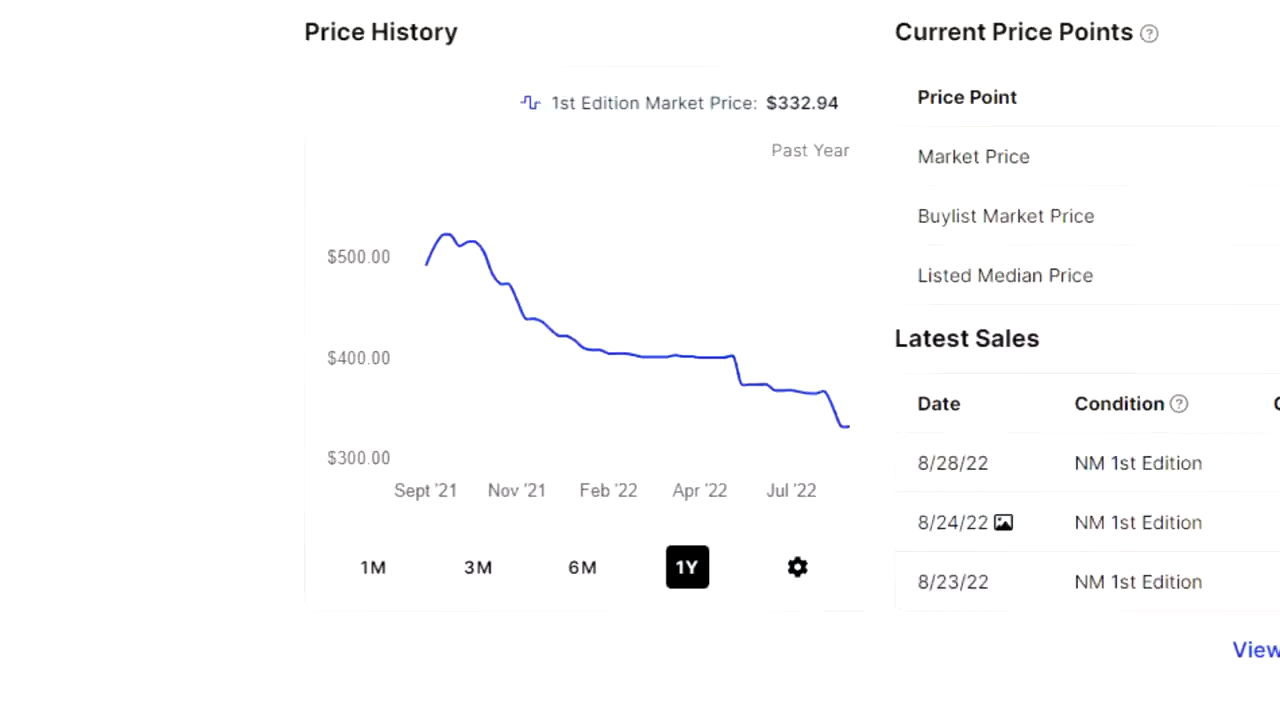 Price History
1st Edition Market Price: $332.94
Past Year
$500.00
$400.00
$300.00
Sept '21 Nov '21 Feb '22 Apr '22 Jul '22
1M 3M 6M 1Y
Current Price Points ?
Price Point
Market Price
Buylist Market Price
Listed Median Price
Latest Sales
Date Condition ?
8/28/22 NM 1st Edition
8/24/22 NM 1st Edition
8/23/22 NM 1st Edition
View